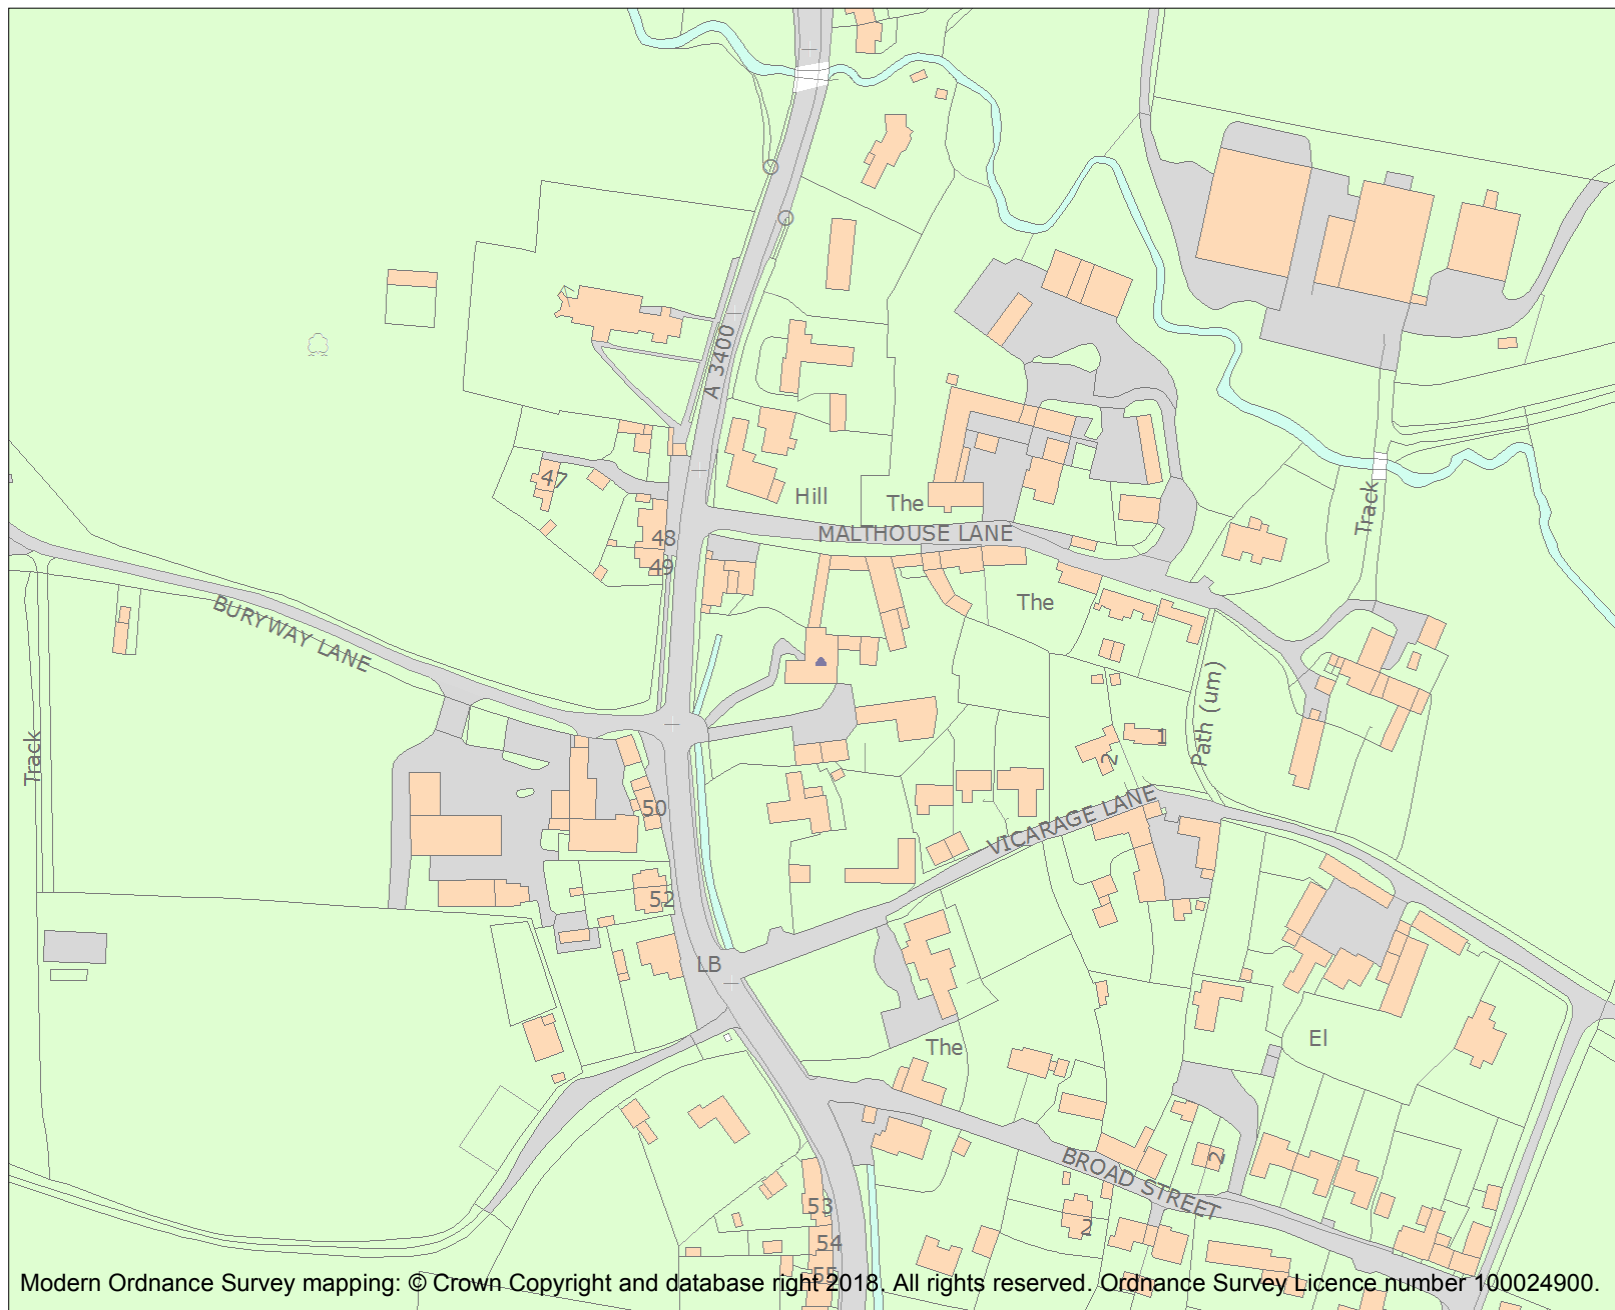 A 3400
47
Hill
The
MALTHOUSE LANE
48
49
Track
The
BURYWAY LANE
Path (um)
Track
1
2
50
VICARAGE LANE
52
LB
The
El
BROAD STREET
2
53
2
54
55
Modern Ordnance Survey mapping: © Crown Copyright and database right 2018. All rights reserved. Ordnance Survey Licence number 100024900.